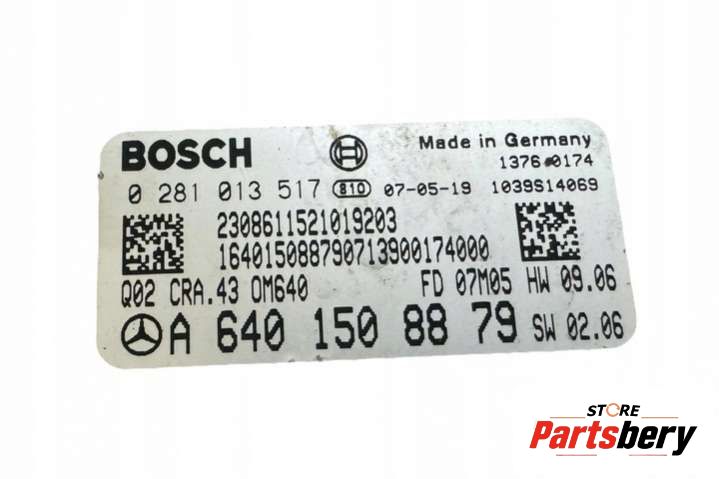 BOSCH Made in Germany
1376 0174
0 281 013 517 810 07-05-19 1039S14069
2308611521019203
164015088790713900174000
Q02 CRA.43 OM640 FD 07M05 HW 09.06
A 640 150 88 79 SW 02.06
STORE
Partsbery